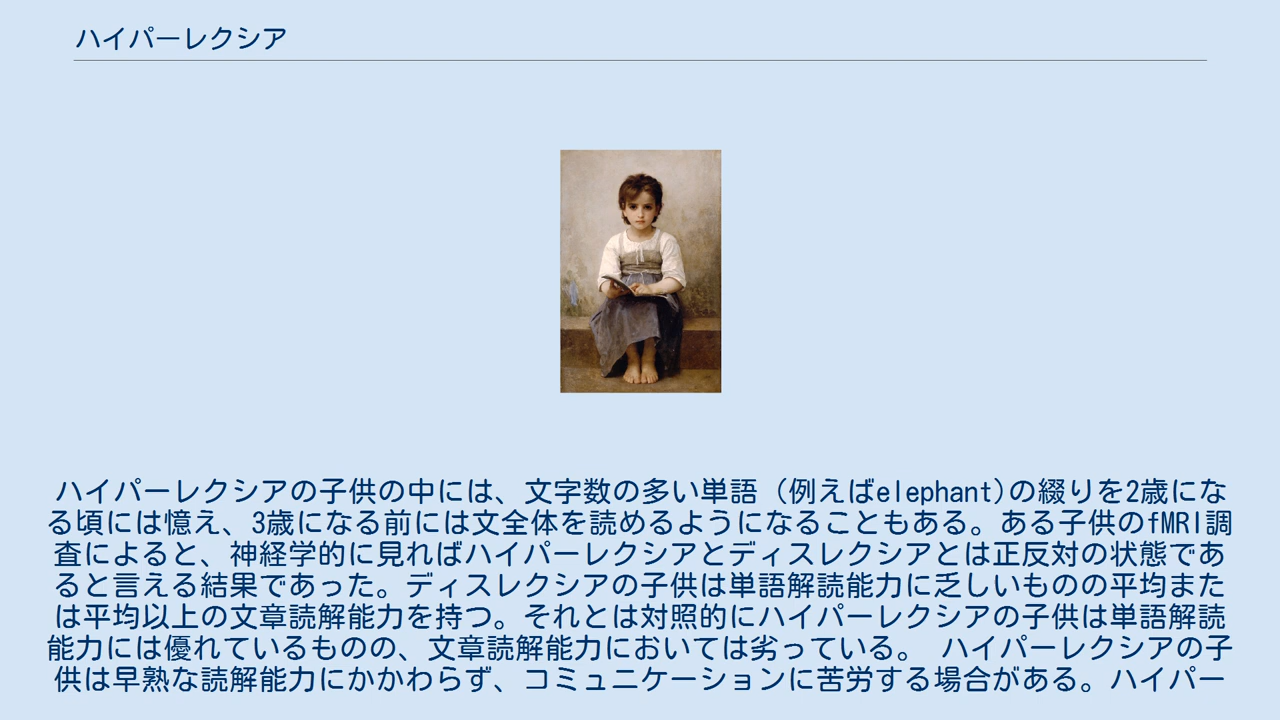 ハイパーレクシア
ハイパーレクシアの子供の中には、文字数の多い単語（例えばelephant)の綴りを2歳にな
る頃には憶え、3歳になる前には文全体を読めるようになることもある。ある子供のfMRI調
査によると、神経学的に見ればハイパーレクシアとディスレクシアとは正反対の状態であ
ると言える結果であった。ディスレクシアの子供は単語解読能力に乏しいものの平均また
は平均以上の文章読解能力を持つ。それとは対照的にハイパーレクシアの子供は単語解読
能力には優れているものの、文章読解能力においては劣っている。 ハイパーレクシアの子
供は早熟な読解能力にかかわらず、コミュニケーションに苦労する場合がある。ハイパー